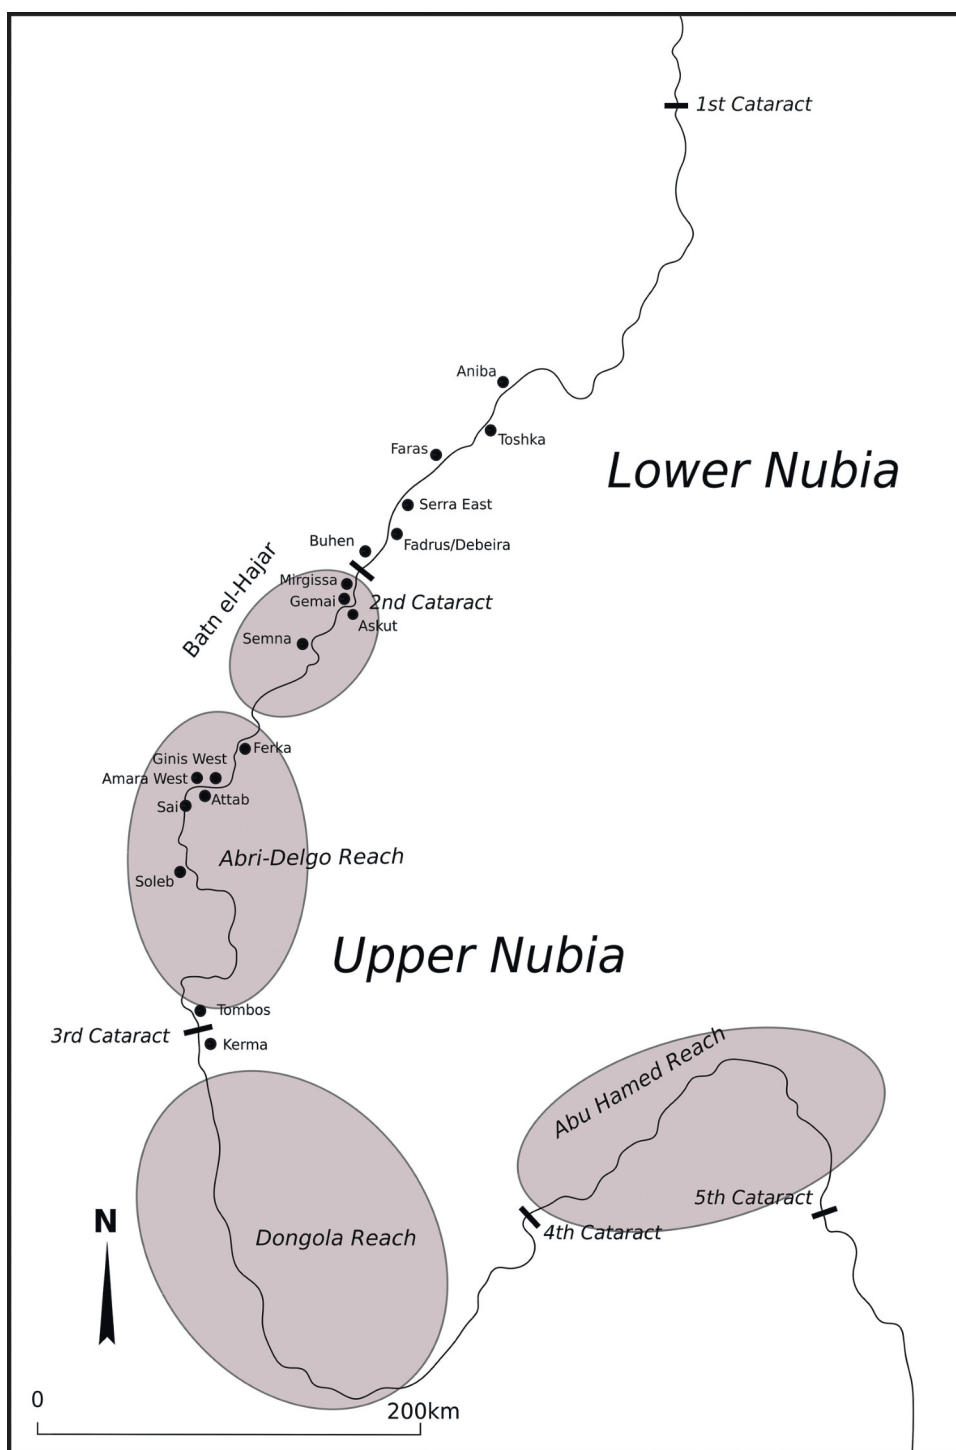 1st Cataract
Aniba
Toshka
Faras
Lower Nubia
Serra East
Buhen
Fadrus/Debeira
Batn el-Hajar
Mirgissa
Gemai
2nd Cataract
Askut
Semna
Ferka
Ginis West
Amara West
Attab
Sai
Abri-Delgo Reach
Soleb
Upper Nubia
Tombos
3rd Cataract
Kerma
Abu Hamed Reach
5th Cataract
N
4th Cataract
Dongola Reach
0
200km